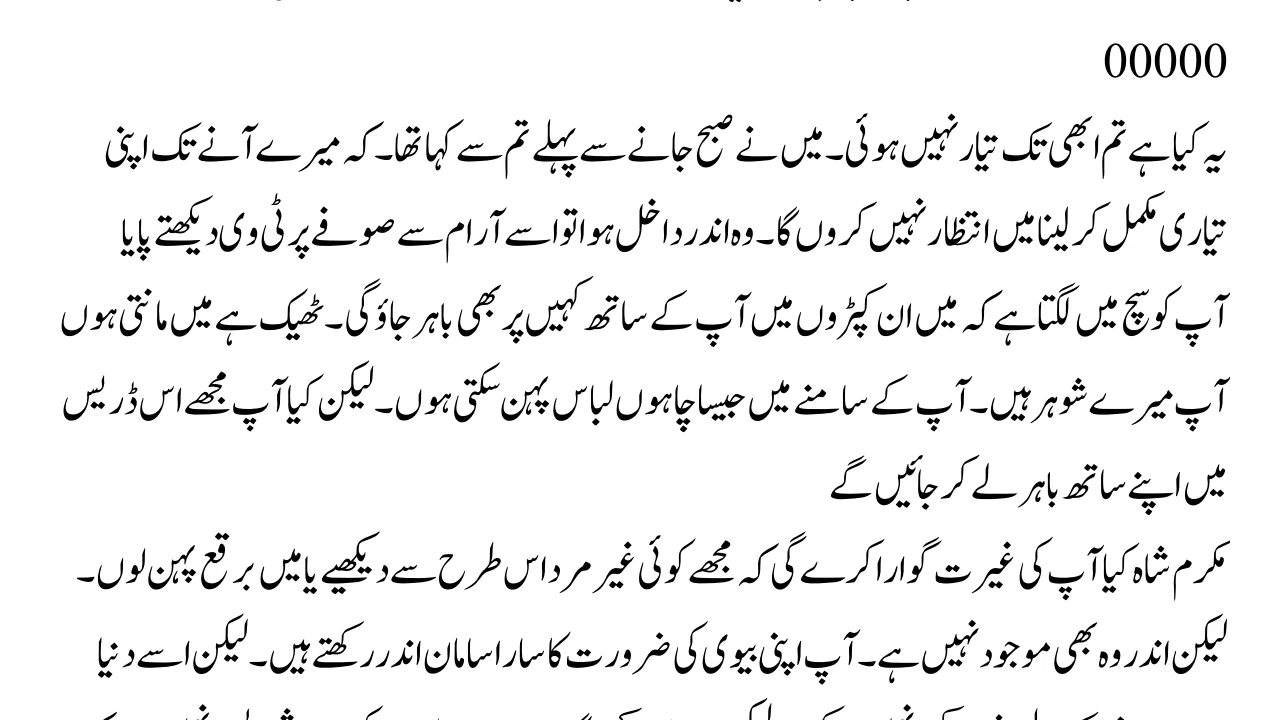 00000
یہ کیا ہے تم ابھی تک تیار نہیں ہوئی۔ میں نے صبح جانے سے پہلے تم سے کہا تھا۔ کہ میرے آنے تک اپنی
تیاری مکمل کر لینا میں انتظار نہیں کروں گا۔ وہ اندر داخل ہوا تو اسے آرام سے صوفے پر ٹی وی دیکھتے پایا
آپ کو سچ میں لگتا ہے کہ میں ان کپڑوں میں آپ کے ساتھ کہیں پر بھی باہر جاؤ گی۔ ٹھیک ہے میں مانتی ہوں
آپ میرے شوہر ہیں۔ آپ کے سامنے میں جیسا چاہوں لباس پہن سکتی ہوں۔ لیکن کیا آپ مجھے اس ڈریس
میں اپنے ساتھ باہر لے کر جائیں گے
مکرم شاہ کیا آپ کی غیرت گوارا کرے گی کہ مجھے کوئی غیر مرد اس طرح سے دیکھیے یا میں برقع پہن لوں۔
لیکن اندر وہ بھی موجود نہیں ہے۔ آپ اپنی بیوی کی ضرورت کا سارا سامان اندر رکھتے ہیں۔ لیکن اسے دنیا